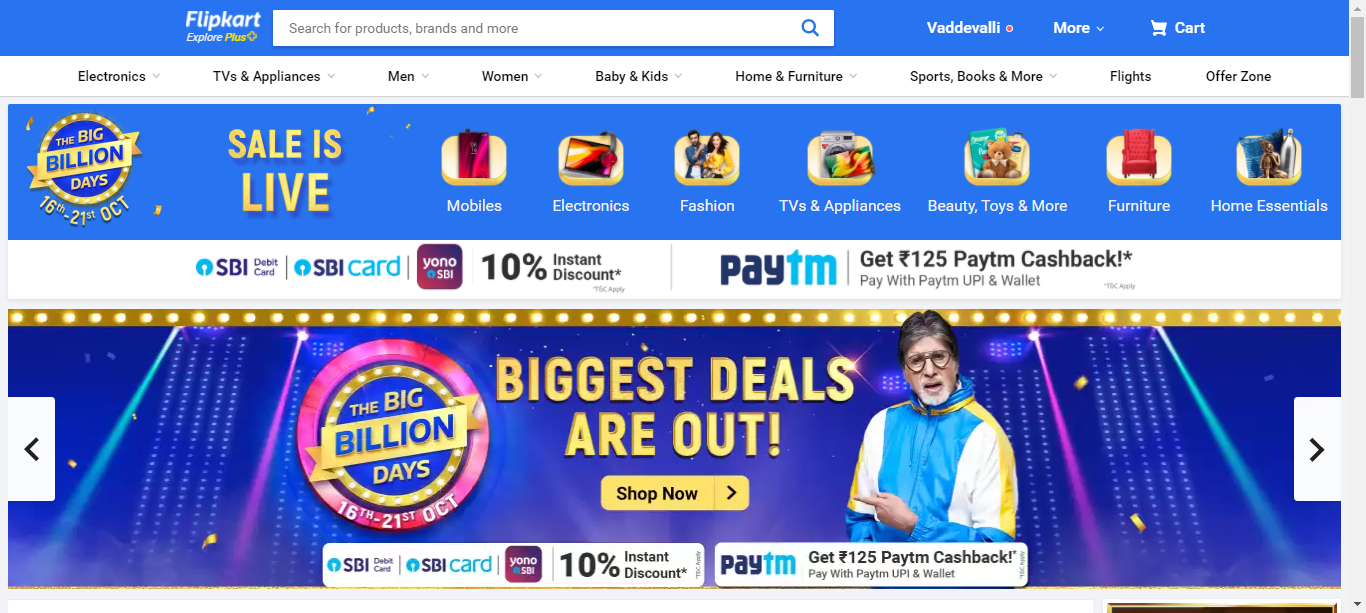 Flipkart
Explore Plus
Search for products, brands and more
Vaddevalli
More
Cart
Electronics
TVs & Appliances
Men
Women
Baby & Kids
Home & Furniture
Sports, Books & More
Flights
Offer Zone
THE BIG
BILLION
DAYS
16th-21st OCT
SALE IS
LIVE
Mobiles
Electronics
Fashion
TVs & Appliances
Beauty, Toys & More
Furniture
Home Essentials
SBI Debit Card
SBI card
yono SBI
10% Instant Discount*
*T&C Apply
paytm
Get ₹125 Paytm Cashback!*
Pay With Paytm UPI & Wallet
*T&C Apply
THE BIG
BILLION
DAYS
16TH-21ST OCT
BIGGEST DEALS
ARE OUT!
Shop Now
SBI Debit Card
SBI card
yono SBI
10% Instant Discount*
*T&C Apply
paytm
Get ₹125 Paytm Cashback!*
Pay With Paytm UPI & Wallet
*T&C Apply